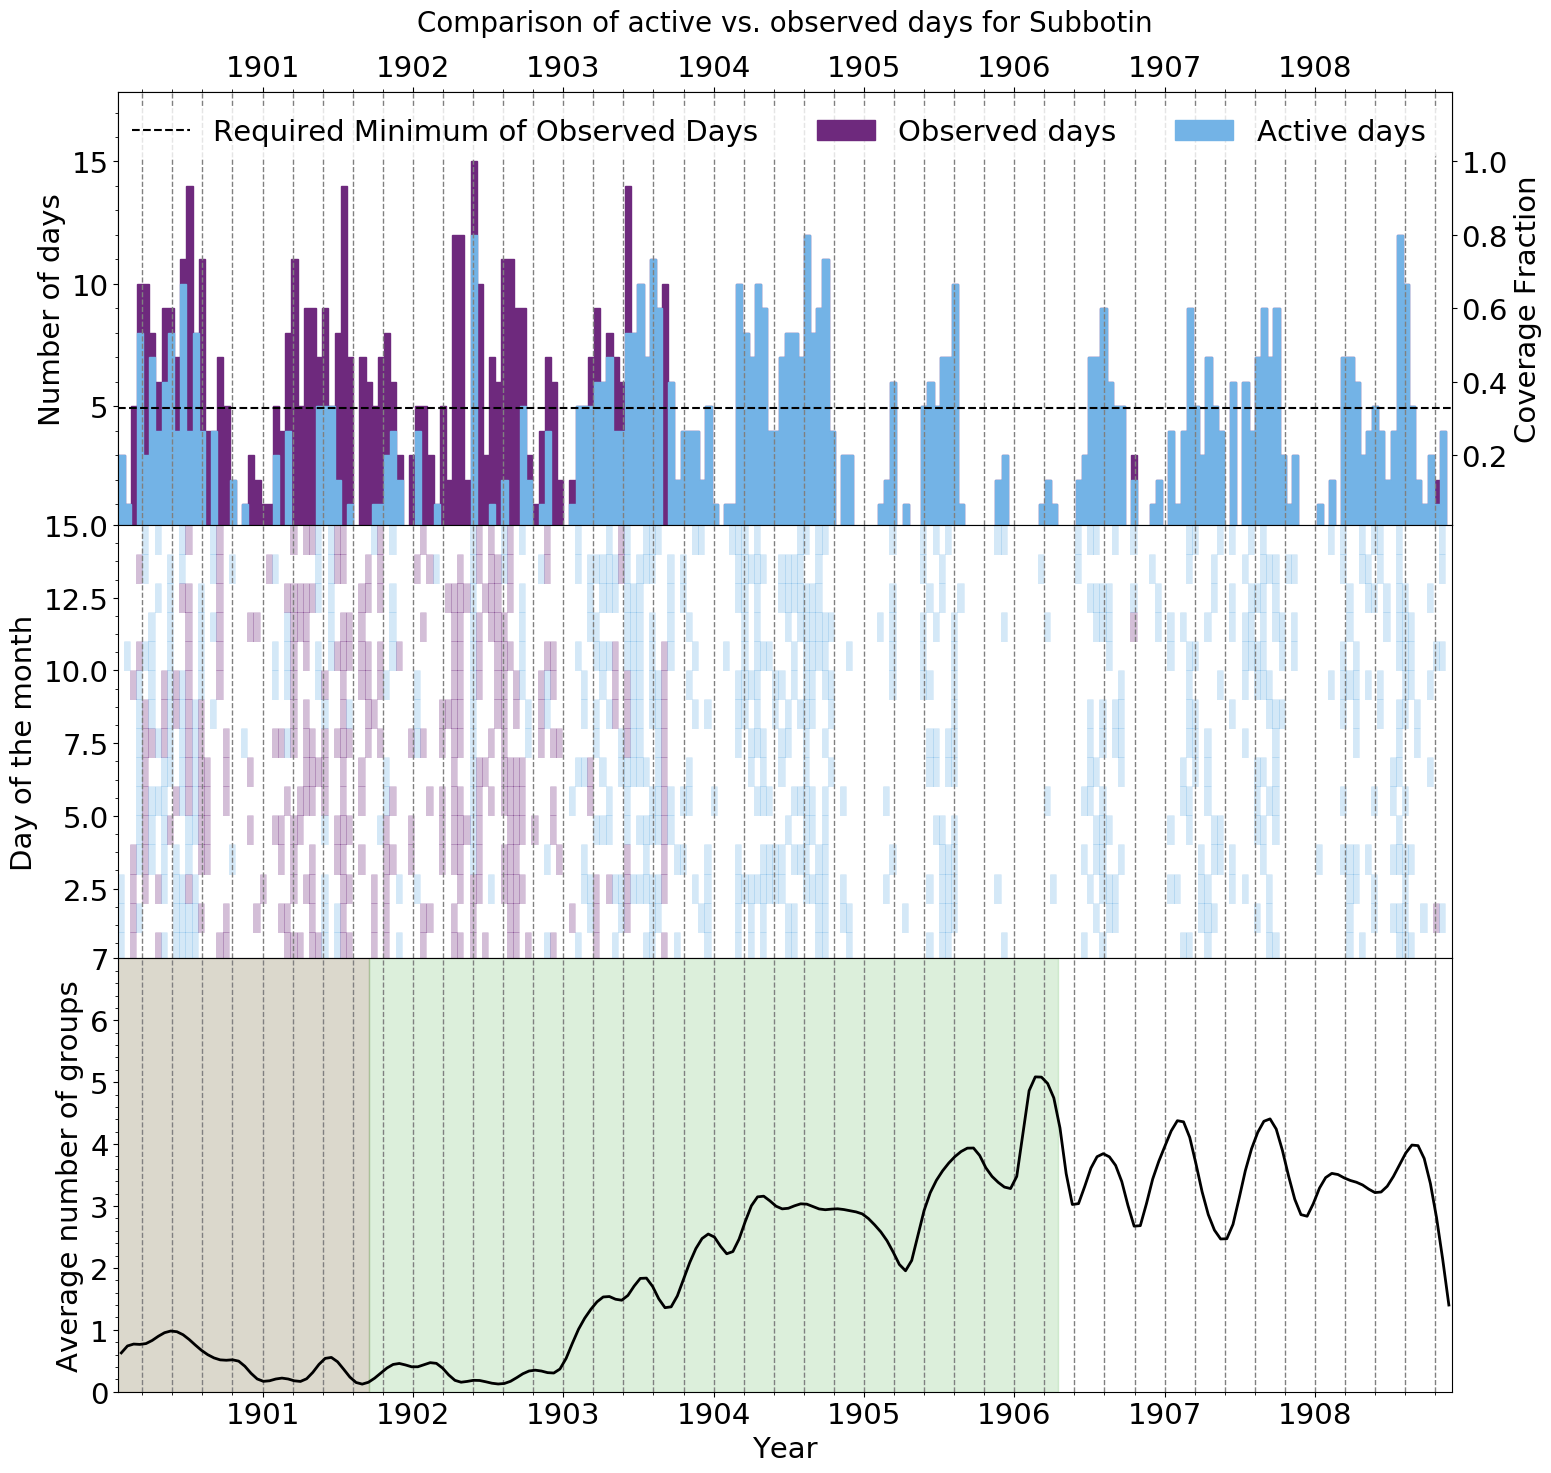 Comparison of active vs. observed days for Subbotin
1901 1902 1903 1904 1905 1906 1907 1908
Required Minimum of Observed Days Observed days Active days
Number of days
15
10
5
Coverage Fraction
1.0
0.8
0.6
0.4
0.2
Day of the month
15.0
12.5
10.0
7.5
5.0
2.5
Average number of groups
7
6
5
4
3
2
1
0
1901 1902 1903 1904 1905 1906 1907 1908
Year